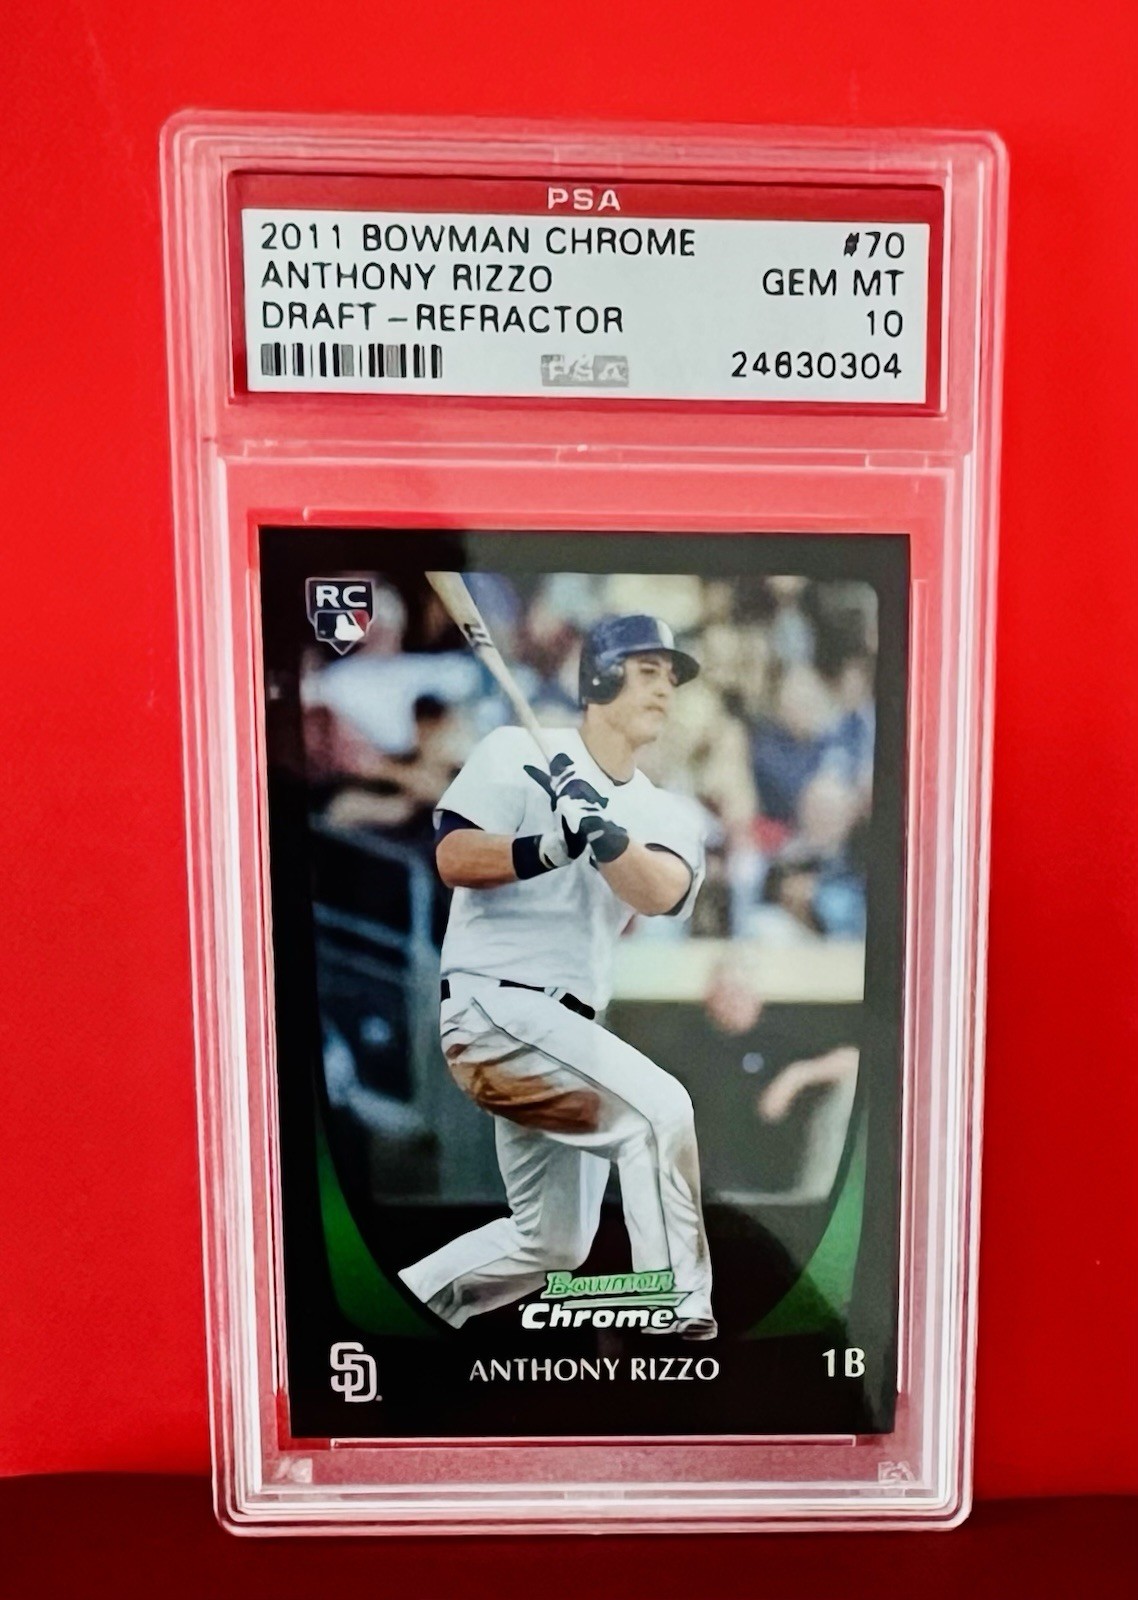 PSA
2011 BOWMAN CHROME #70
ANTHONY RIZZO GEM MT
DRAFT - REFRACTOR 10
PSA 24630304
RC
Bowman
Chrome
SD ANTHONY RIZZO 1B